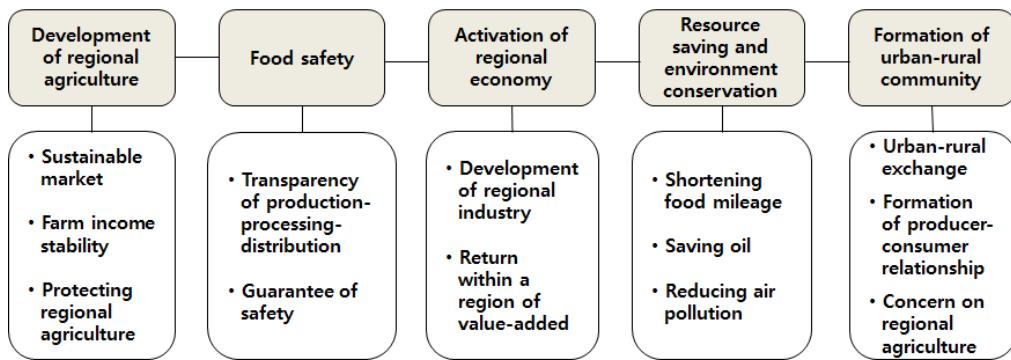 Development
of regional
agriculture
Food safety
Activation of
regional
economy
Resource
saving and
environment
conservation
Formation of
urban-rural
community
• Sustainable
market
• Farm income
stability
• Protecting
regional
agriculture
• Transparency
of production-
processing-
distribution
• Guarantee of
safety
• Development
of regional
industry
• Return
within a
region of
value-added
• Shortening
food mileage
• Saving oil
• Reducing air
pollution
• Urban-rural
exchange
• Formation
of producer-
consumer
relationship
• Concern on
regional
agriculture